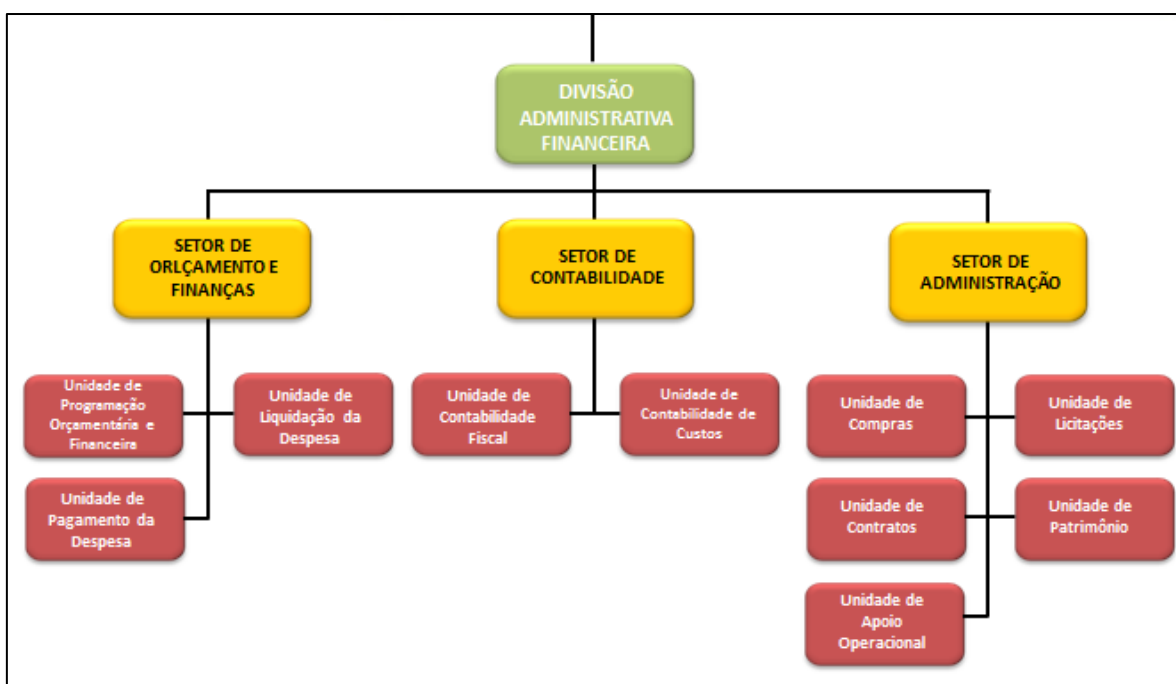 DIVISÃO
ADMINISTRATIVA
FINANCEIRA
SETOR DE
ORLÇAMENTO E
FINANÇAS
SETOR DE
CONTABILIDADE
SETOR DE
ADMINISTRAÇÃO
Unidade de
Programação
Orçamentária e
Financeira
Unidade de
Liquidação da
Despesa
Unidade de
Contabilidade
Fiscal
Unidade de
Contabilidade de
Custos
Unidade de
Compras
Unidade de
Licitações
Unidade de
Pagamento da
Despesa
Unidade de
Contratos
Unidade de
Patrimônio
Unidade de
Apoio
Operacional